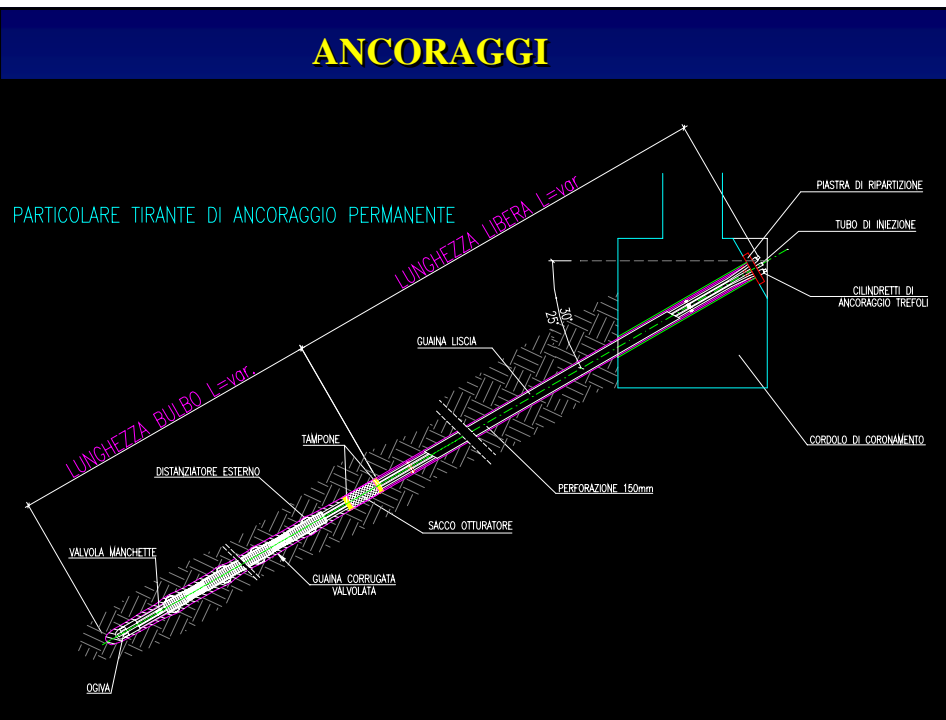 ANCORAGGI
PARTICOLARE TIRANTE DI ANCORAGGIO PERMANENTE
LUNGHEZZA LIBERA L=var
PIASTRA DI RIPARTIZIONE
TUBO DI INIEZIONE
CILINDRETTI DI
ANCORAGGIO TREFOLI
30°
25°
GUAINA LISCIA
LUNGHEZZA BULBO L=var.
TAMPONE
CORDOLO DI CORONAMENTO
DISTANZIATORE ESTERNO
PERFORAZIONE 150mm
SACCO OTTURATORE
VALVOLA MANCHETTE
GUAINA CORRUGATA
VALVOLATA
OGIVA